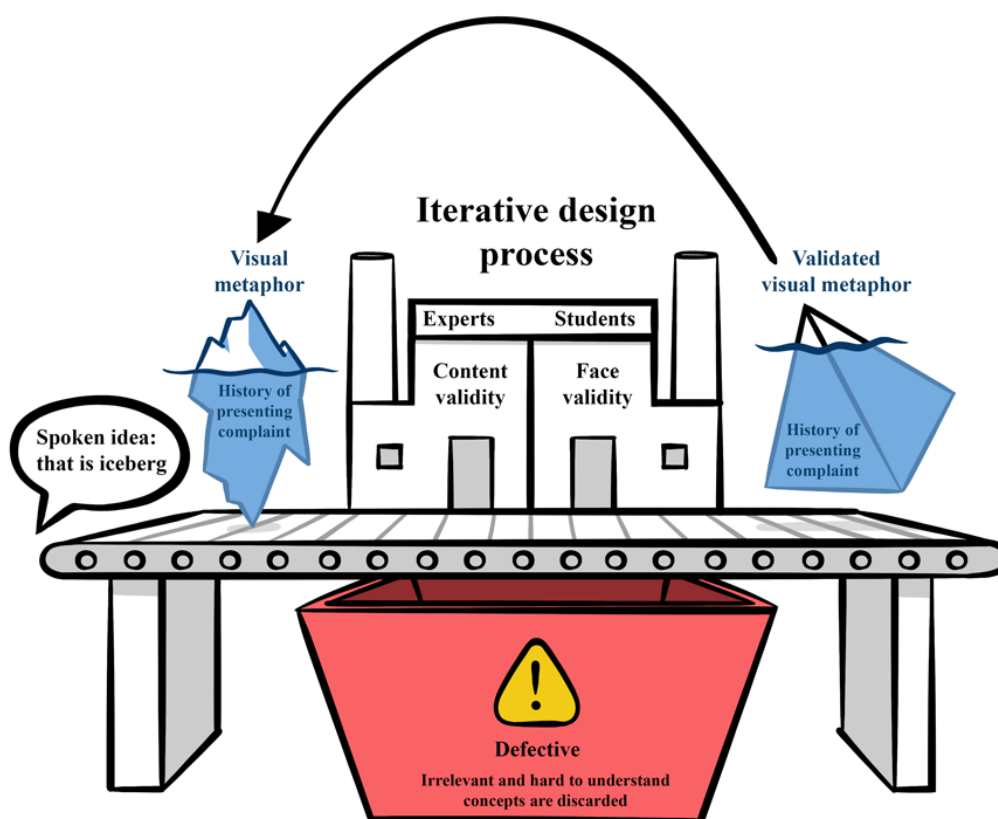 Iterative design
process
Visual
metaphor
Validated
visual metaphor
Experts
Students
Content
validity
Face
validity
History of
presenting
complaint
History of
presenting
complaint
Spoken idea:
that is iceberg
!
Defective
Irrelevant and hard to understand
concepts are discarded